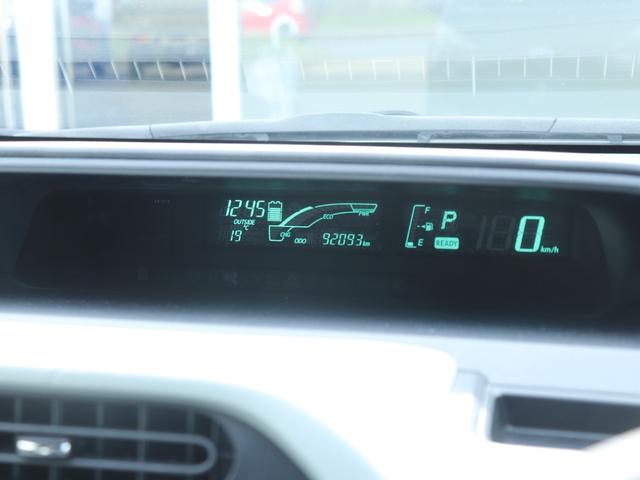 12:45
OUTSIDE
19 °C
ECO
PWR
CHG
ODO 92093 km
F
E
P
READY
0 km/h